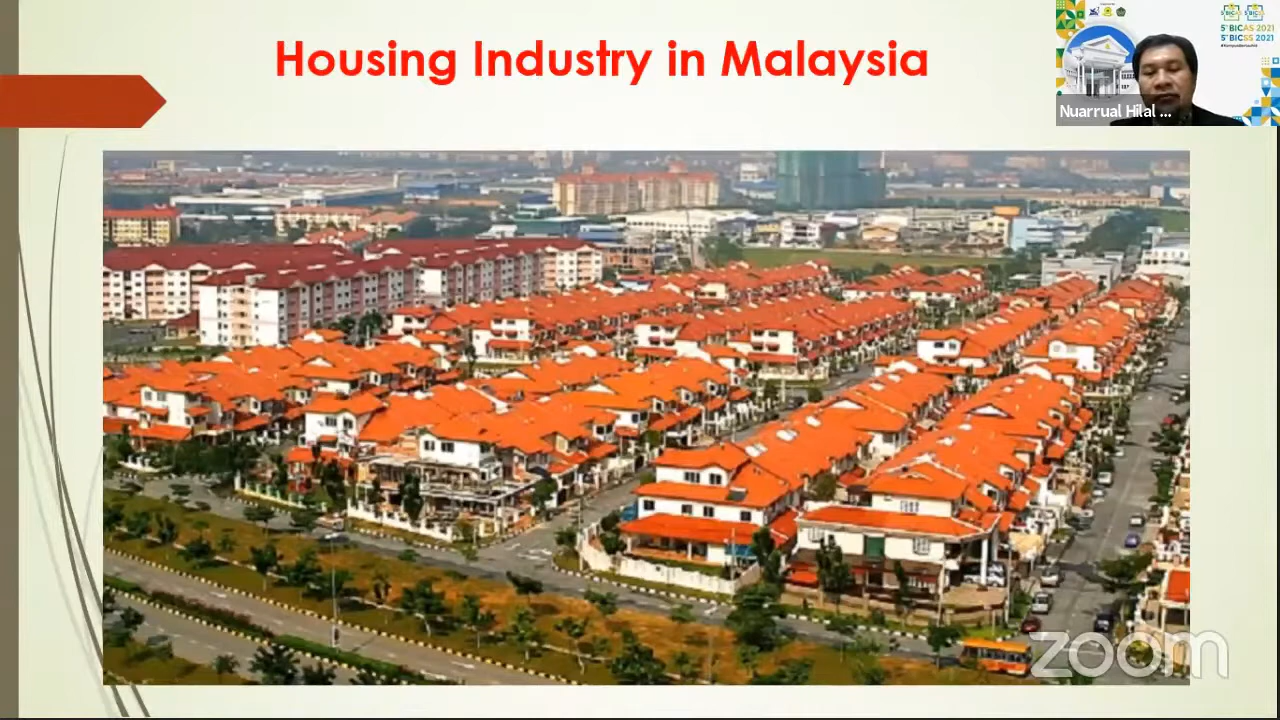 Housing Industry in Malaysia
5th BICAS 2021
5th BICSS 2021
Nuarrual Hilal ...
zoom